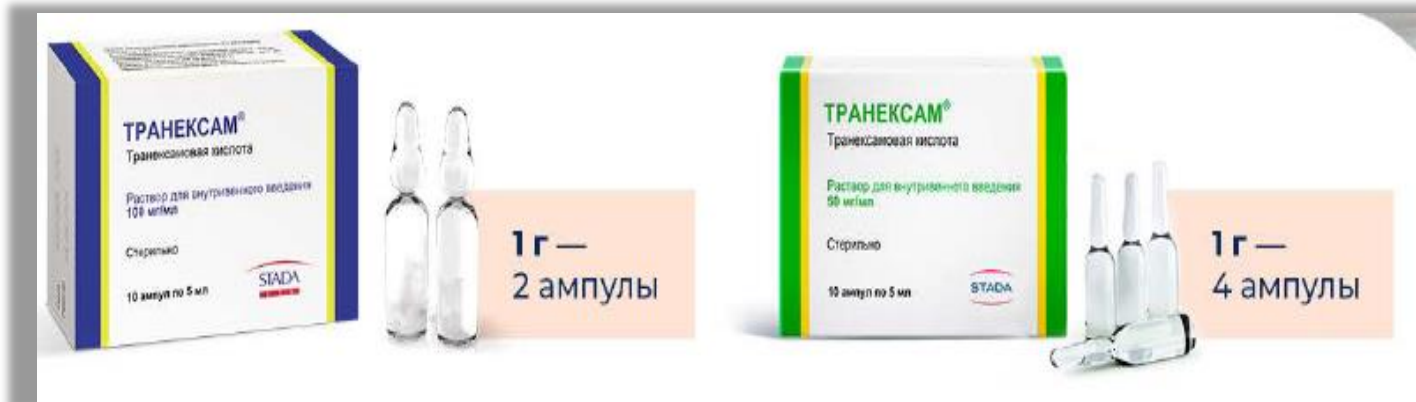 ТРАНЕКСАМ®
Транексамовая кислота
Раствор для внутривенного введения
100 мг/мл
Стерильно
10 ампул по 5 мл
STADA
1 г —
2 ампулы
ТРАНЕКСАМ®
Транексамовая кислота
Раствор для внутривенного введения
50 мг/мл
Стерильно
10 ампул по 5 мл
STADA
1 г —
4 ампулы